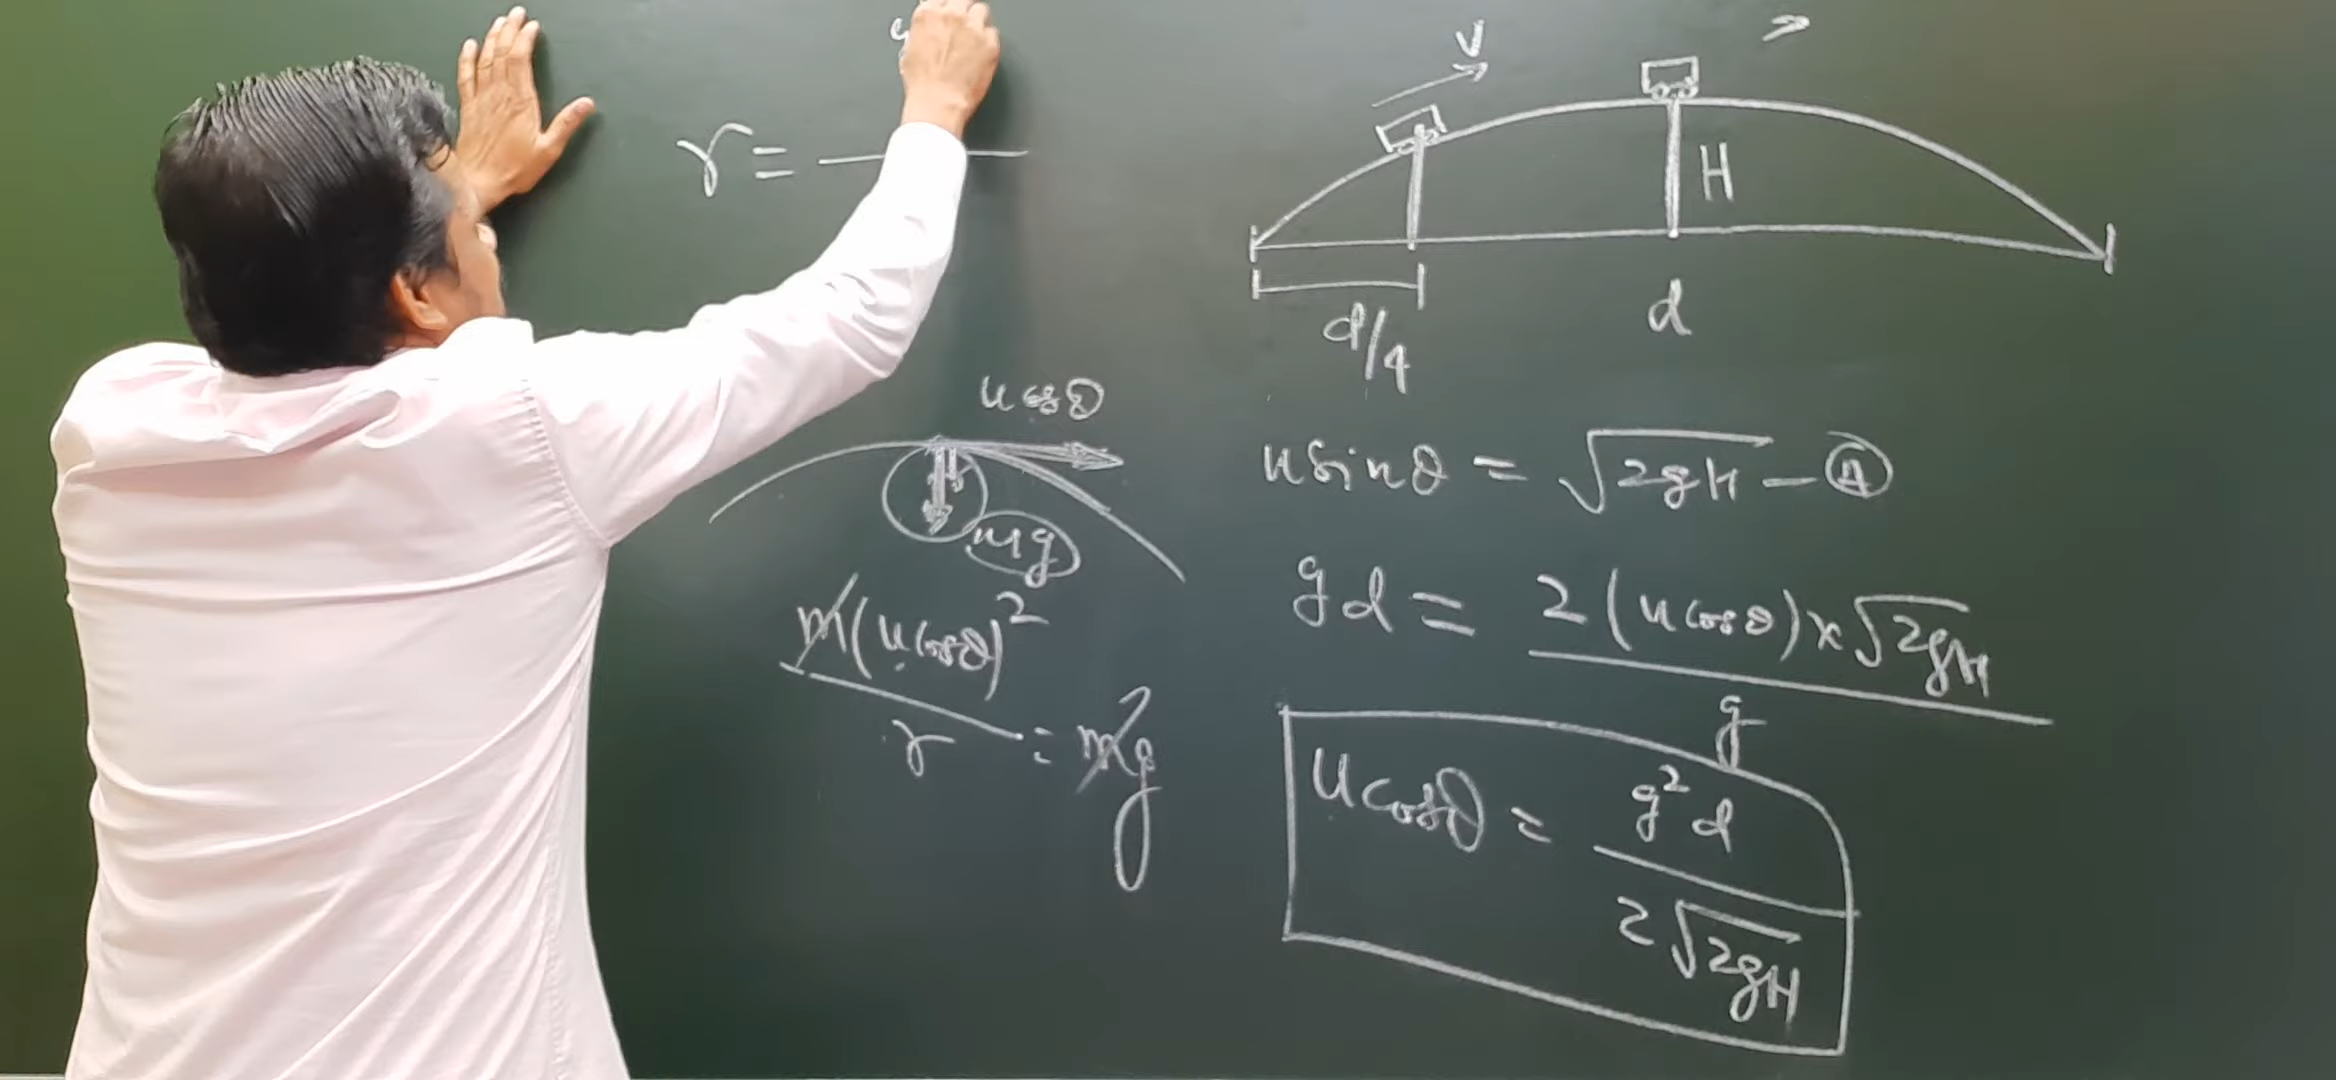 r =
V
H
d/4
d
u cosθ
mg
m(u cosθ)²
r = mg
u sinθ = √2gH - Ⓐ
gd = 2(u cosθ) x √2gH
g
u cosθ = g²d
2√2gH